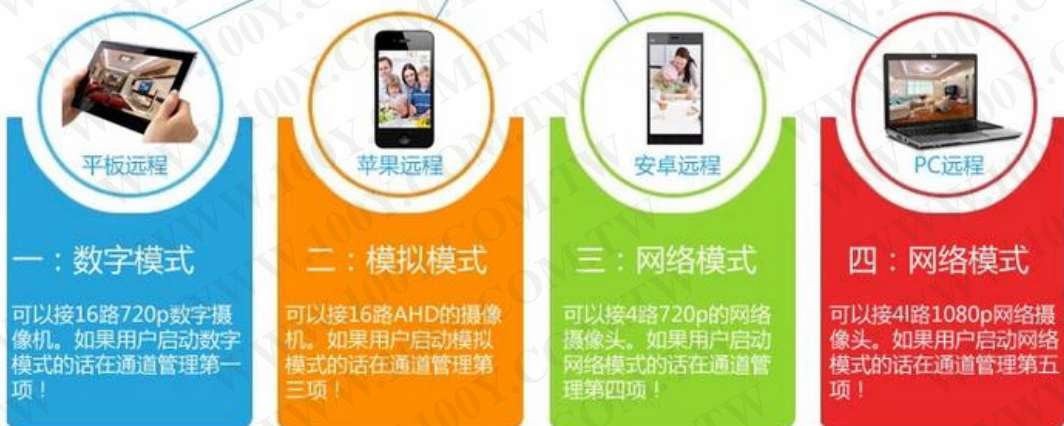 平板远程
苹果远程
安卓远程
PC远程
一：数字模式
可以接16路720p数字摄
像机。如果用户启动数字
模式的话在通道管理第一
项！
二：模拟模式
可以接16路AHD的摄像
机。如果用户启动模拟
模式的话在通道管理第
三项！
三：网络模式
可以接4路720p的网络
摄像头。如果用户启动
网络模式的话在通道管
理第四项！
四：网络模式
可以接4l路1080p网络摄
像头。如果用户启动网络
模式的话在通道管理第五
项！
WWW.100Y.COM.TW